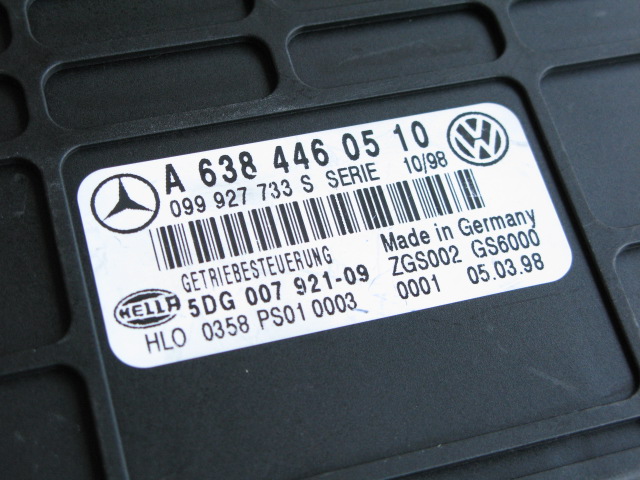 A 638 446 05 10
099 927 733 S SERIE 10/98
GETRIEBESTEUERUNG
Made in Germany
HELLA 5DG 007 921-09
ZGS002 GS6000
HLO 0358 PS01 0003
0001 05.03.98